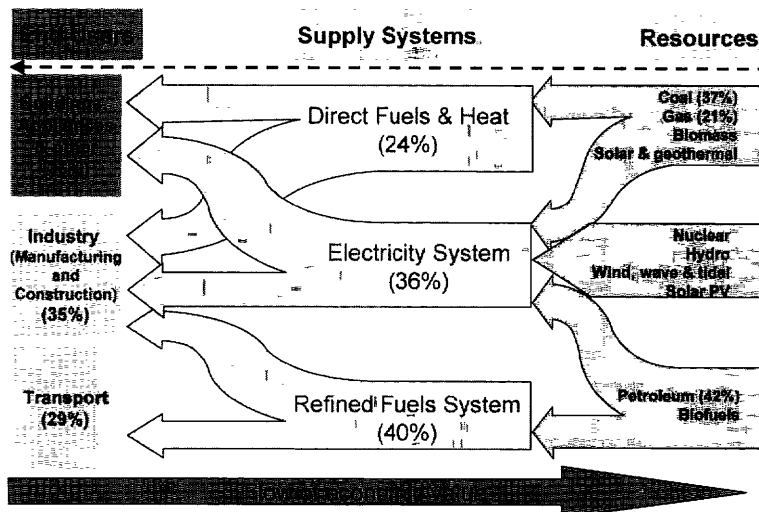 Supply Systems
Resources
Direct Fuels & Heat
(24%)
Coal (37%)
Gas (21%)
Biomass
Solar & geothermal
Industry
(Manufacturing
and
Construction)
(35%)
Electricity System
(36%)
Nuclear
Hydro
Wind, wave & tidal
Solar PV
Transport
(29%)
Refined Fuels System
(40%)
Petroleum (42%)
Biofuels